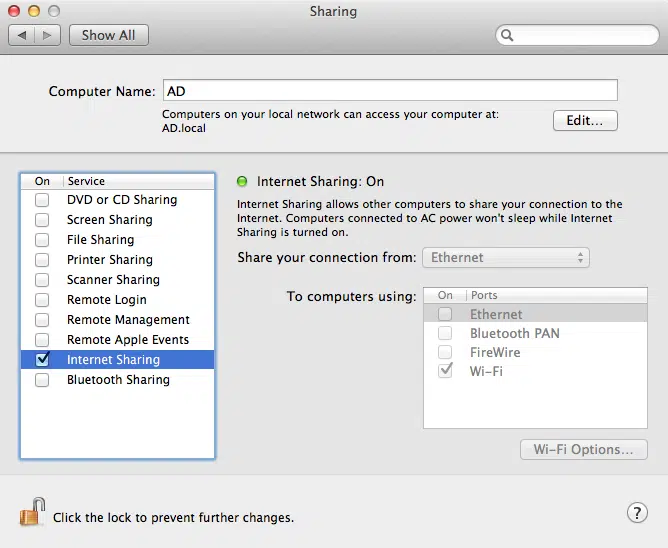 Sharing
Show All
Computer Name: AD
Computers on your local network can access your computer at:
AD.local
Edit...
On Service
DVD or CD Sharing
Screen Sharing
File Sharing
Printer Sharing
Scanner Sharing
Remote Login
Remote Management
Remote Apple Events
Internet Sharing
Bluetooth Sharing
Internet Sharing: On
Internet Sharing allows other computers to share your connection to the
Internet. Computers connected to AC power won't sleep while Internet
Sharing is turned on.
Share your connection from: Ethernet
To computers using:
On Ports
Ethernet
Bluetooth PAN
FireWire
Wi-Fi
Wi-Fi Options...
Click the lock to prevent further changes.
?